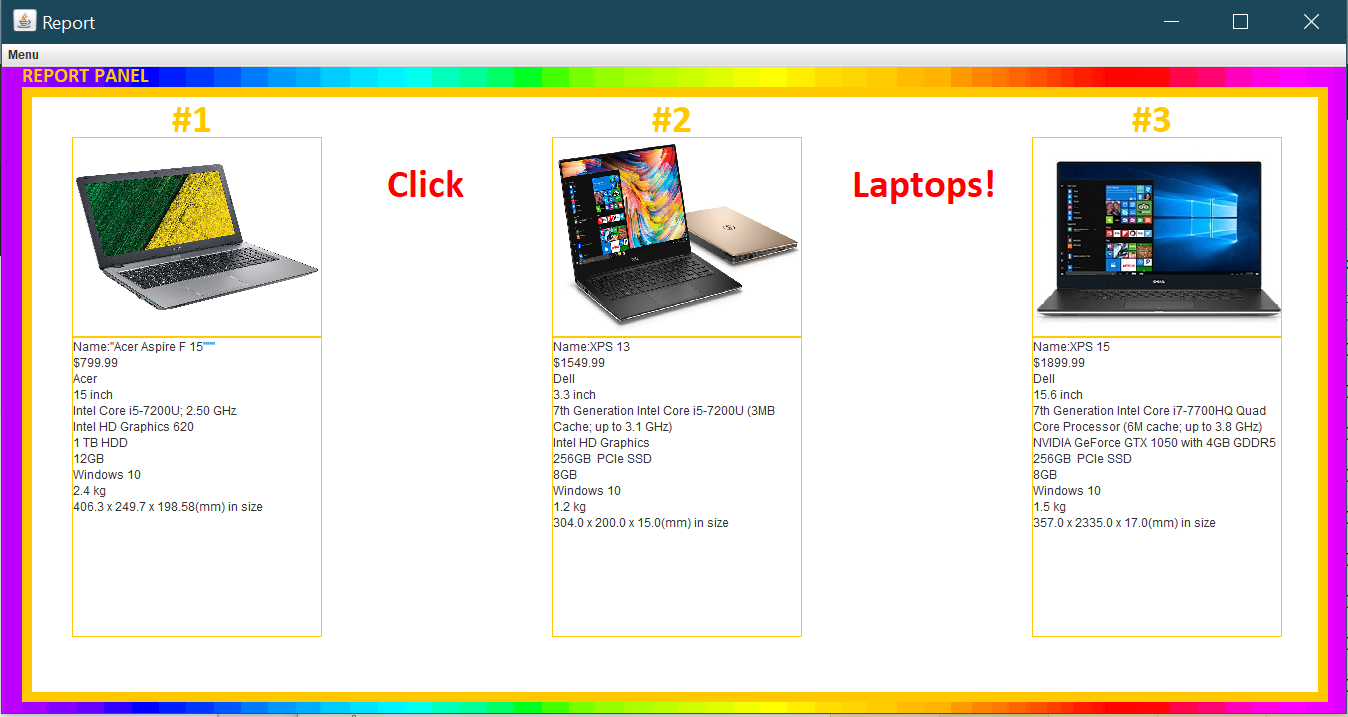 Report
Menu
REPORT PANEL
#1
#2
#3
Click
Laptops!
Name:"Acer Aspire F 15"""
$799.99
Acer
15 inch
Intel Core i5-7200U; 2.50 GHz
Intel HD Graphics 620
1 TB HDD
12GB
Windows 10
2.4 kg
406.3 x 249.7 x 198.58(mm) in size
Name:XPS 13
$1549.99
Dell
3.3 inch
7th Generation Intel Core i5-7200U (3MB
Cache; up to 3.1 GHz)
Intel HD Graphics
256GB  PCIe SSD
8GB
Windows 10
1.2 kg
304.0 x 200.0 x 15.0(mm) in size
Name:XPS 15
$1899.99
Dell
15.6 inch
7th Generation Intel Core i7-7700HQ Quad
Core Processor (6M cache; up to 3.8 GHz)
NVIDIA GeForce GTX 1050 with 4GB GDDR5
256GB  PCIe SSD
8GB
Windows 10
1.5 kg
357.0 x 2335.0 x 17.0(mm) in size